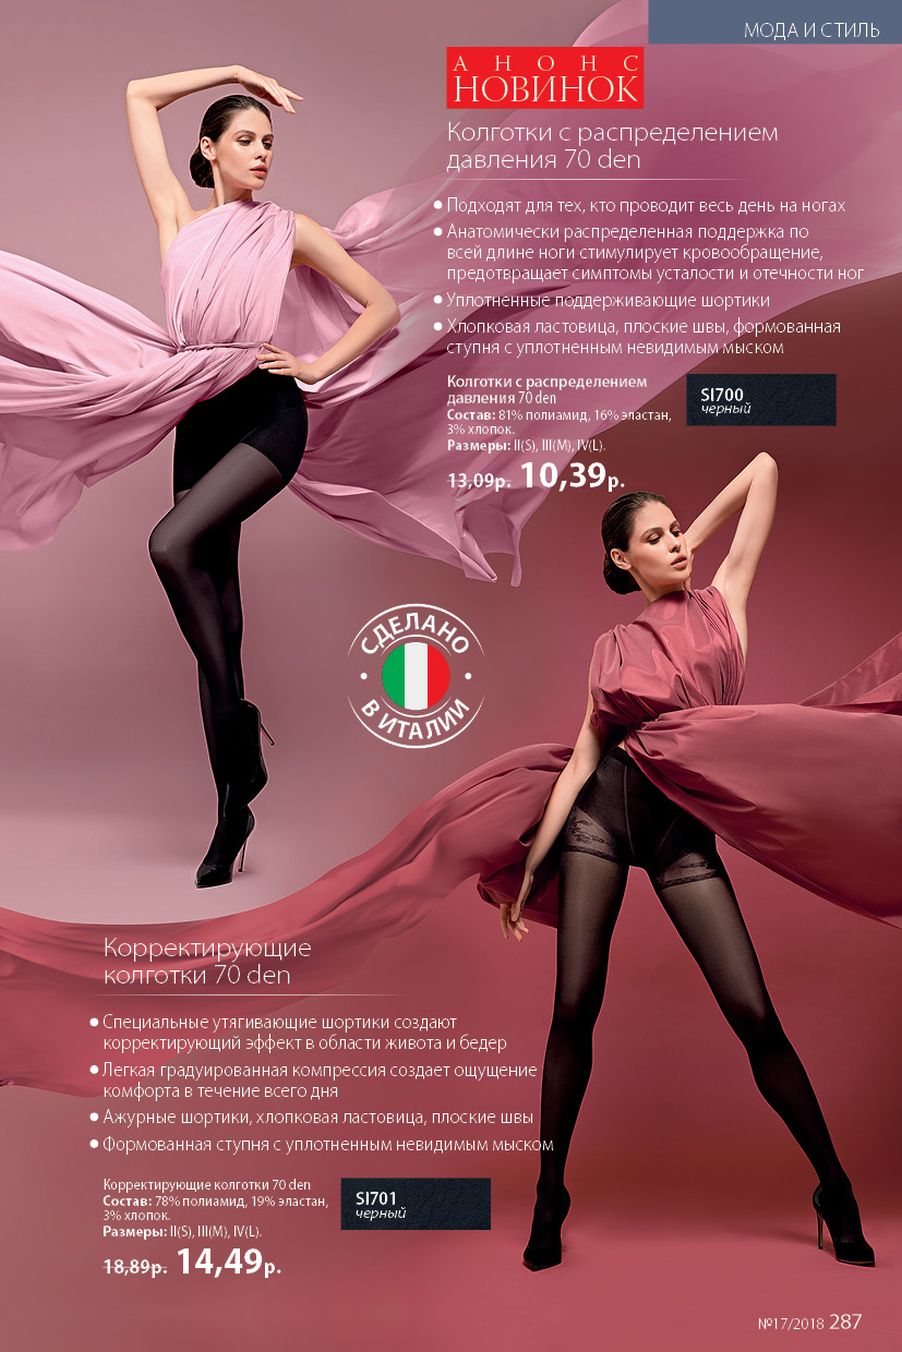 МОДА И СТИЛЬ
АНОНС
НОВИНОК
Колготки с распределением
давления 70 den
• Подходят для тех, кто проводит весь день на ногах
• Анатомически распределенная поддержка по
всей длине ноги стимулирует кровообращение,
предотвращает симптомы усталости и отечности ног
• Уплотненные поддерживающие шортики
• Хлопковая ластовица, плоские швы, формованная
ступня с уплотненным невидимым мыском
Колготки с распределением
давления 70 den
Состав: 81% полиамид, 16% эластан,
3% хлопок.
Размеры: II(S), III(M), IV(L).
13,09р. 10,39р.
SI700
черный
СДЕЛАНО
В ИТАЛИИ
Корректирующие
колготки 70 den
• Специальные утягивающие шортики создают
корректирующий эффект в области живота и бедер
• Легкая градуированная компрессия создает ощущение
комфорта в течение всего дня
• Ажурные шортики, хлопковая ластовица, плоские швы
• Формованная ступня с уплотненным невидимым мыском
Корректирующие колготки 70 den
Состав: 78% полиамид, 19% эластан,
3% хлопок.
Размеры: II(S), III(M), IV(L).
18,89р. 14,49р.
SI701
черный
№17/2018 287